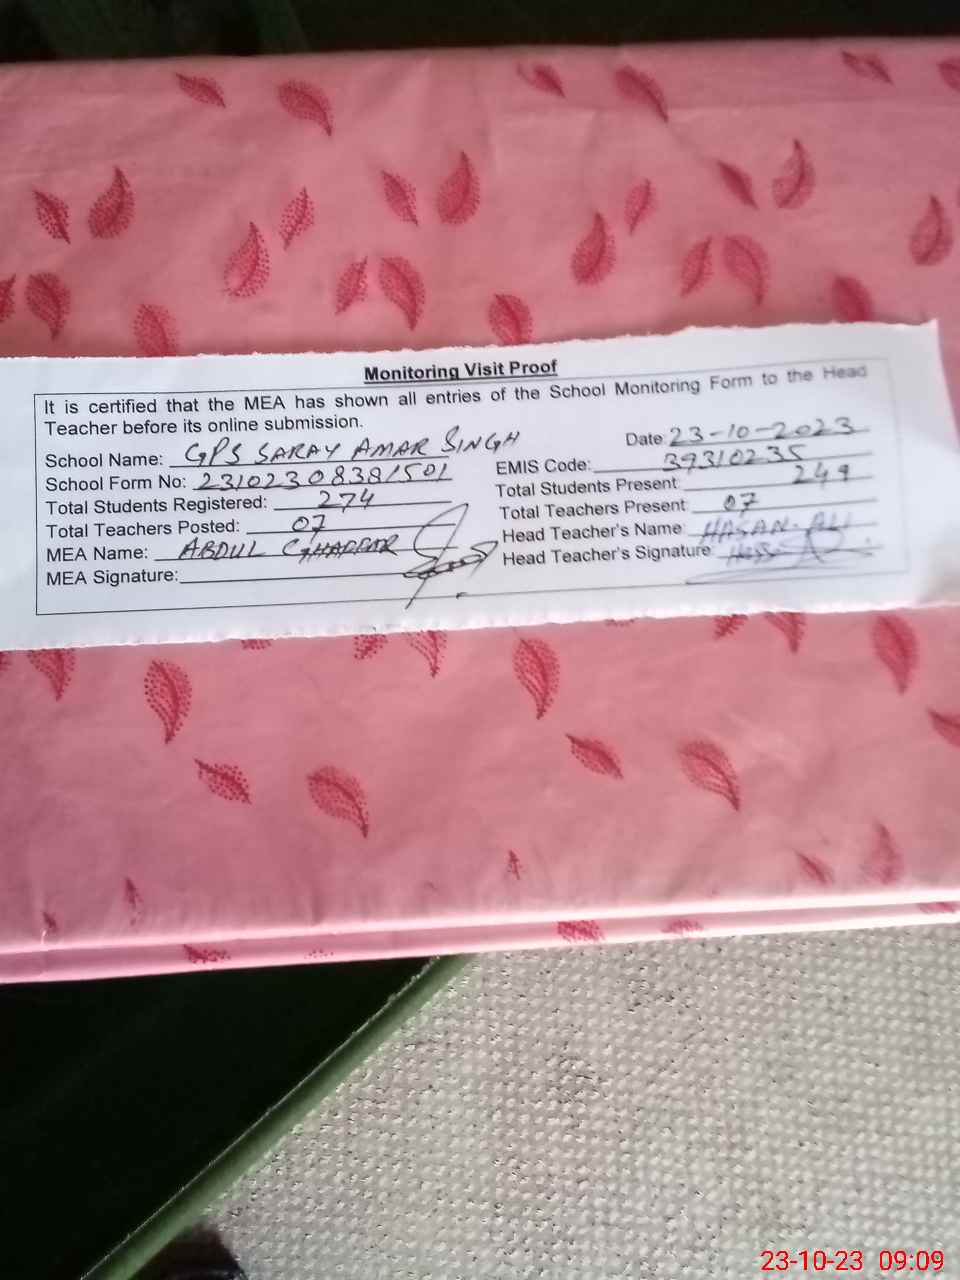 Monitoring Visit Proof
It is certified that the MEA has shown all entries of the School Monitoring Form to the Head
Teacher before its online submission.
Date: 23-10-2023
School Name: GPS SARAY AMAR SINGH
EMIS Code: 39310235
School Form No: 23102308381501
Total Students Present: 249
Total Students Registered: 274
Total Teachers Present: 07
Total Teachers Posted: 07
Head Teacher's Name: HASAN ALI
MEA Name: ABDUL GHAFFAR
Head Teacher's Signature:
MEA Signature:
23-10-23 09:09